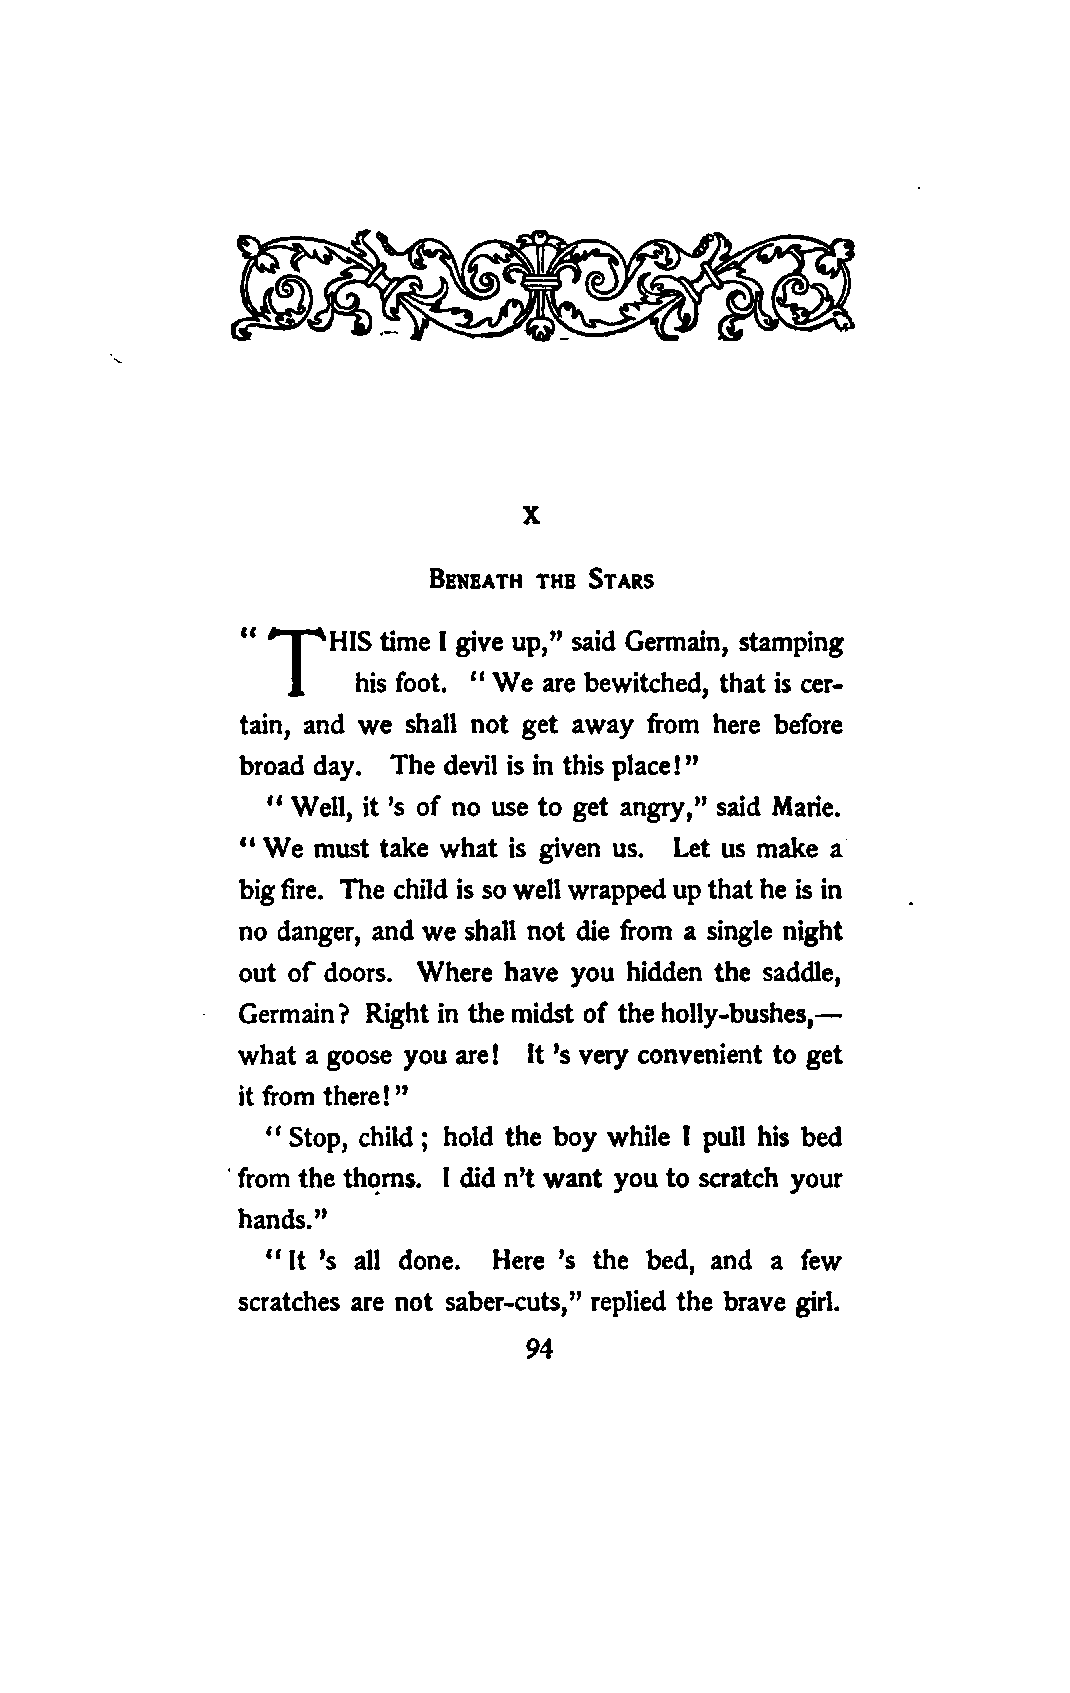 X
BENEATH THE STARS
"THIS time I give up," said Germain, stamping
his foot. "We are bewitched, that is cer-
tain, and we shall not get away from here before
broad day. The devil is in this place!"
"Well, it 's of no use to get angry," said Marie.
"We must take what is given us. Let us make a
big fire. The child is so well wrapped up that he is in
no danger, and we shall not die from a single night
out of doors. Where have you hidden the saddle,
Germain? Right in the midst of the holly-bushes,—
what a goose you are! It 's very convenient to get
it from there!"
"Stop, child; hold the boy while I pull his bed
from the thorns. I did n't want you to scratch your
hands."
"It 's all done. Here 's the bed, and a few
scratches are not saber-cuts," replied the brave girl.
94